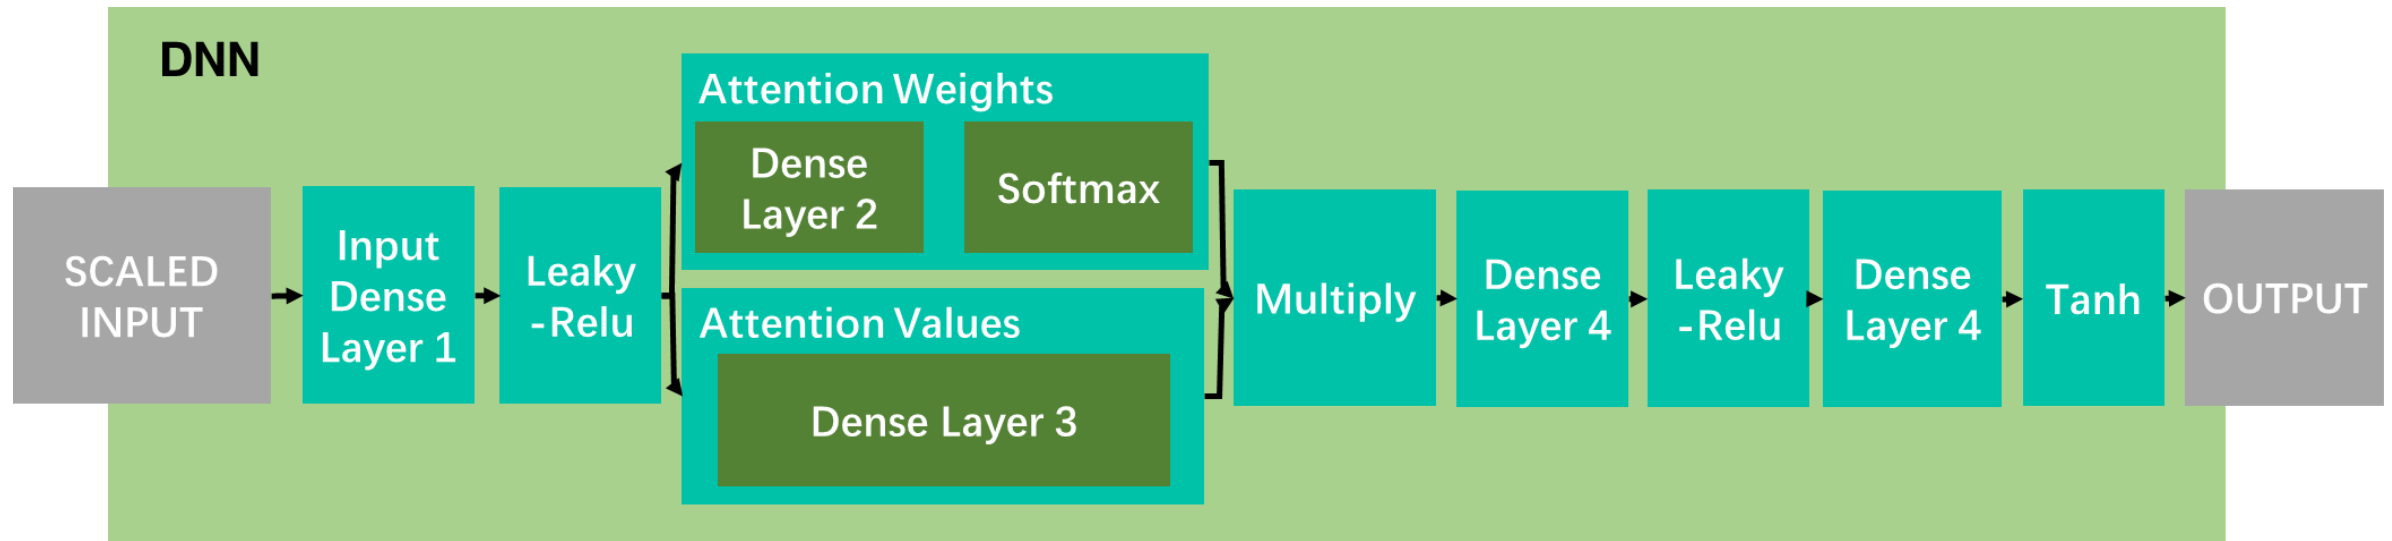 DNN
SCALED
INPUT
Input
Dense
Layer 1
Leaky
-Relu
Attention Weights
Dense
Layer 2
Softmax
Attention Values
Dense Layer 3
Multiply
Dense
Layer 4
Leaky
-Relu
Dense
Layer 4
Tanh
OUTPUT